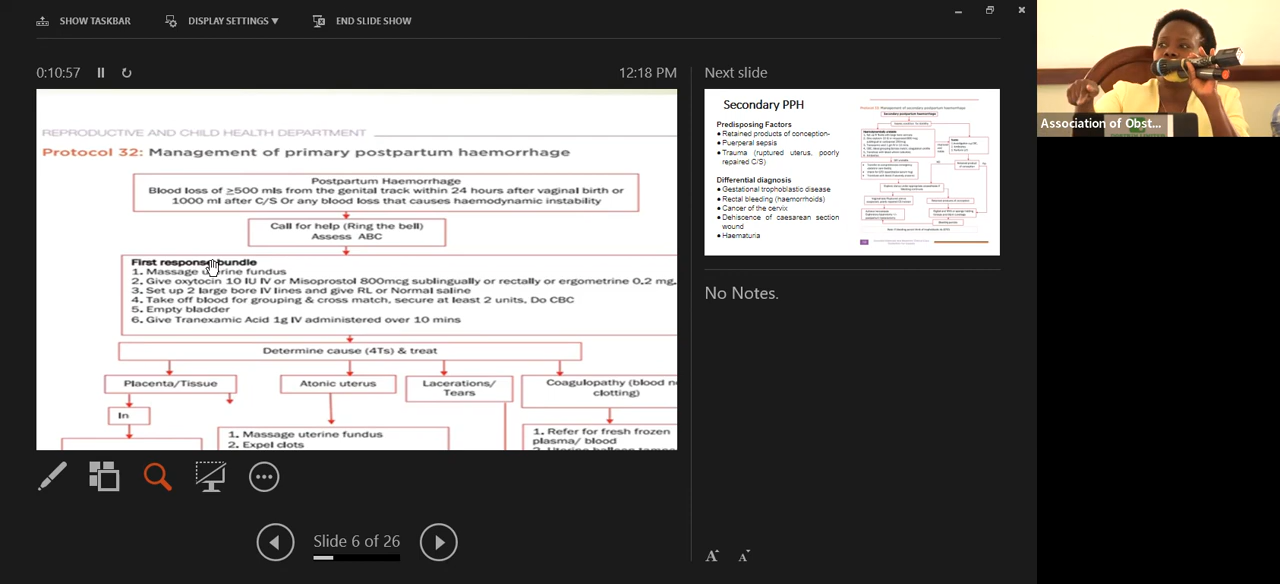 SHOW TASKBAR
DISPLAY SETTINGS ▼
END SLIDE SHOW
0:10:57
12:18 PM
REPRODUCTIVE AND CHILD HEALTH DEPARTMENT
Protocol 32: Management of primary postpartum haemorrhage
Postpartum Haemorrhage
Blood loss of ≥500 mls from the genital track within 24 hours after vaginal birth or
1000 ml after C/S Or any blood loss that causes haemodynamic instability
Call for help (Ring the bell)
Assess ABC
First response bundle
1. Massage uterine fundus
2. Give oxytocin 10 IU IV or Misoprostol 800mcg sublingually or rectally or ergometrine 0.2 mg.
3. Set up 2 large bore IV lines and give RL or Normal saline
4. Take off blood for grouping & cross match, secure at least 2 units, Do CBC
5. Empty bladder
6. Give Tranexamic Acid 1g IV administered over 10 mins
Determine cause (4Ts) & treat
Placenta/Tissue
Atonic uterus
Lacerations/
Tears
Coagulopathy (blood n
clotting)
In
1. Massage uterine fundus
2. Expel clots
1. Refer for fresh frozen
plasma/ blood
Slide 6 of 26
Next slide
Secondary PPH
Predisposing Factors
● Retained products of conception-
● Puerperal sepsis
● Trauma (ruptured uterus, poorly
repaired C/S)
Differential diagnosis
● Gestational trophoblastic disease
● Rectal bleeding (haemorrhoids)
● Cancer of the cervix
● Dehiscence of caesarean section
wound
● Haematuria
Protocol 33: Management of secondary postpartum haemorrhage
Secondary postpartum haemorrhage
No Notes.
A A
Association of Obst...